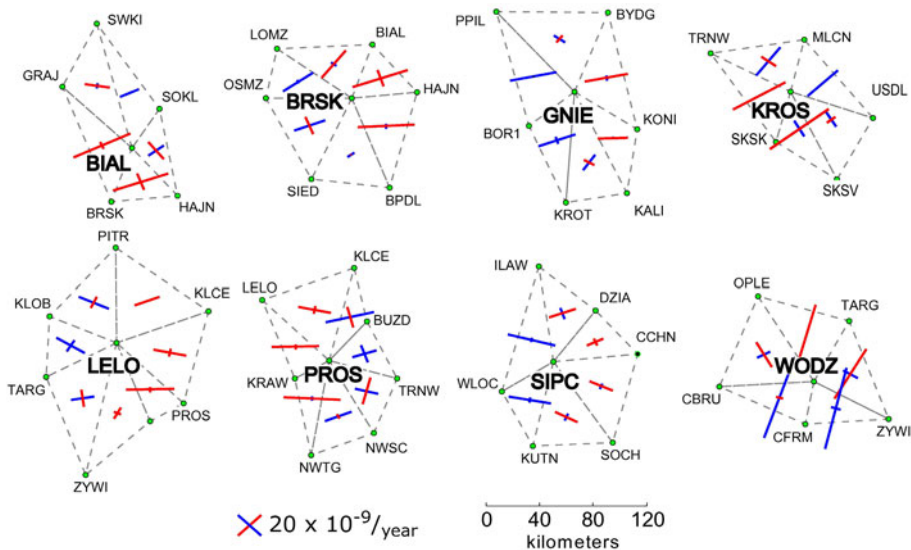 SWKI
GRAJ
SOKL
BIAL
BRSK
HAJN
LOMZ
BIAL
OSMZ
BRSK
HAJN
SIED
BPDL
PPIL
BYDG
GNIE
BOR1
KONI
KROT
KALI
TRNW
MLCN
USDL
KROS
SKSK
SKSV
PITR
KLOB
KLCE
LELO
TARG
PROS
ZYWI
LELO
KLCE
BUZD
KRAW
PROS
TRNW
NWSC
NWTG
ILAW
DZIA
CCHN
WLOC
SIPC
KUTN
SOCH
OPLE
TARG
WODZ
CBRU
CFRM
ZYWI
20 x 10-9/year
0 40 80 120
kilometers